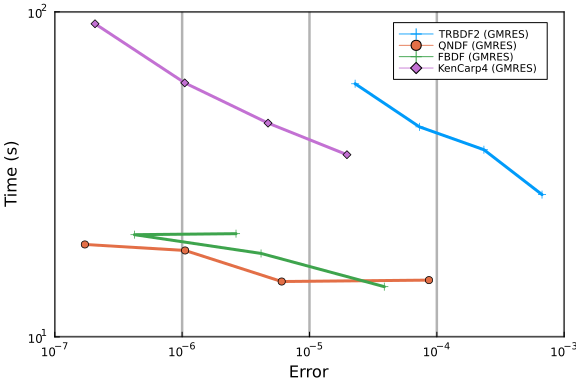 10^2
TRBDF2 (GMRES)
QNDF (GMRES)
FBDF (GMRES)
KenCarp4 (GMRES)
Time (s)
10^1
10^-7 10^-6 10^-5 10^-4 10^-3
Error